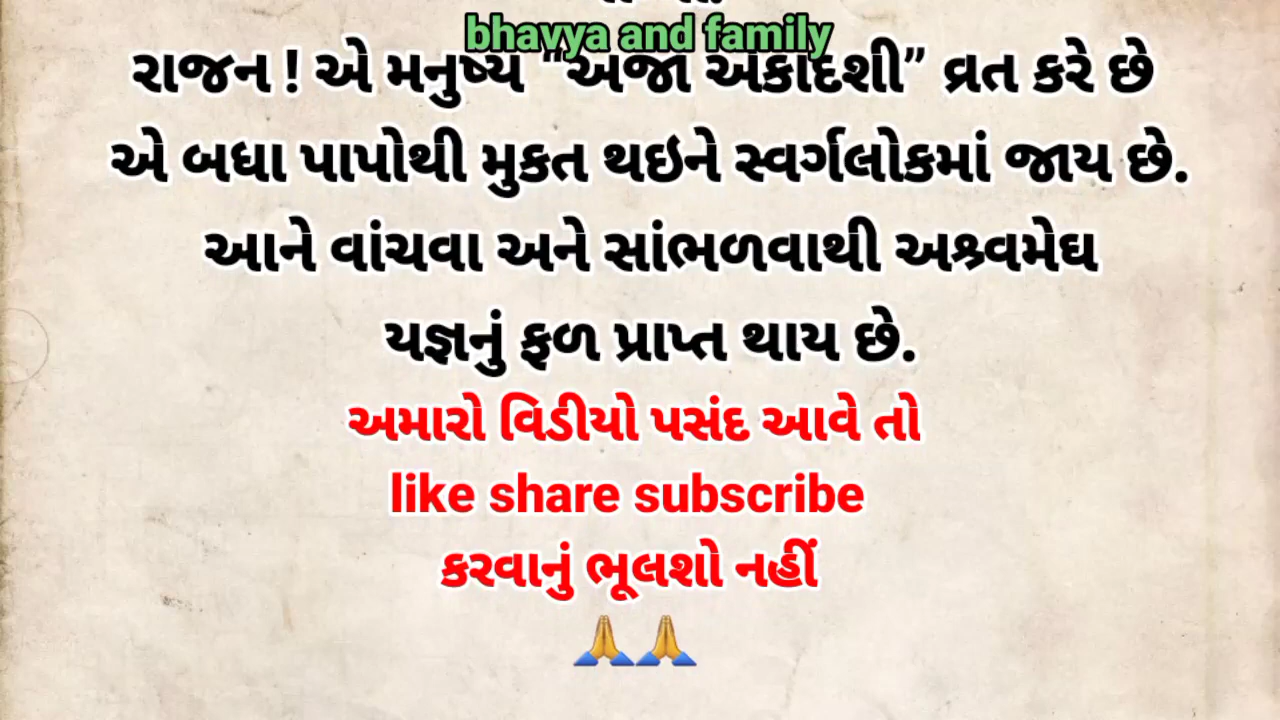 bhavya and family
રાજન ! એ મનુષ્ય “અજા એકાદશી” વ્રત કરે છે
એ બધા પાપોથી મુકત થઇને સ્વર્ગલોકમાં જાય છે.
આને વાંચવા અને સાંભળવાથી અશ્ર્વમેઘ
યજ્ઞનું ફળ પ્રાપ્ત થાય છે.
અમારો વિડીયો પસંદ આવે તો
like share subscribe
કરવાનું ભૂલશો નહીં
🙏🙏